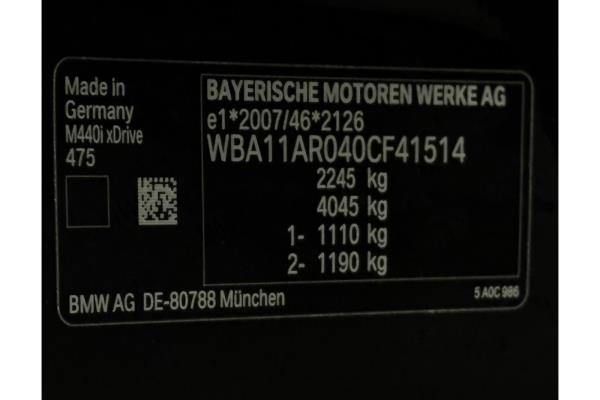 Made in
Germany
M440i xDrive
475
BAYERISCHE MOTOREN WERKE AG
e1*2007/46*2126
WBA11AR040CF41514
2245 kg
4045 kg
1- 1110 kg
2- 1190 kg
BMW AG DE-80788 München
5 A0C 986